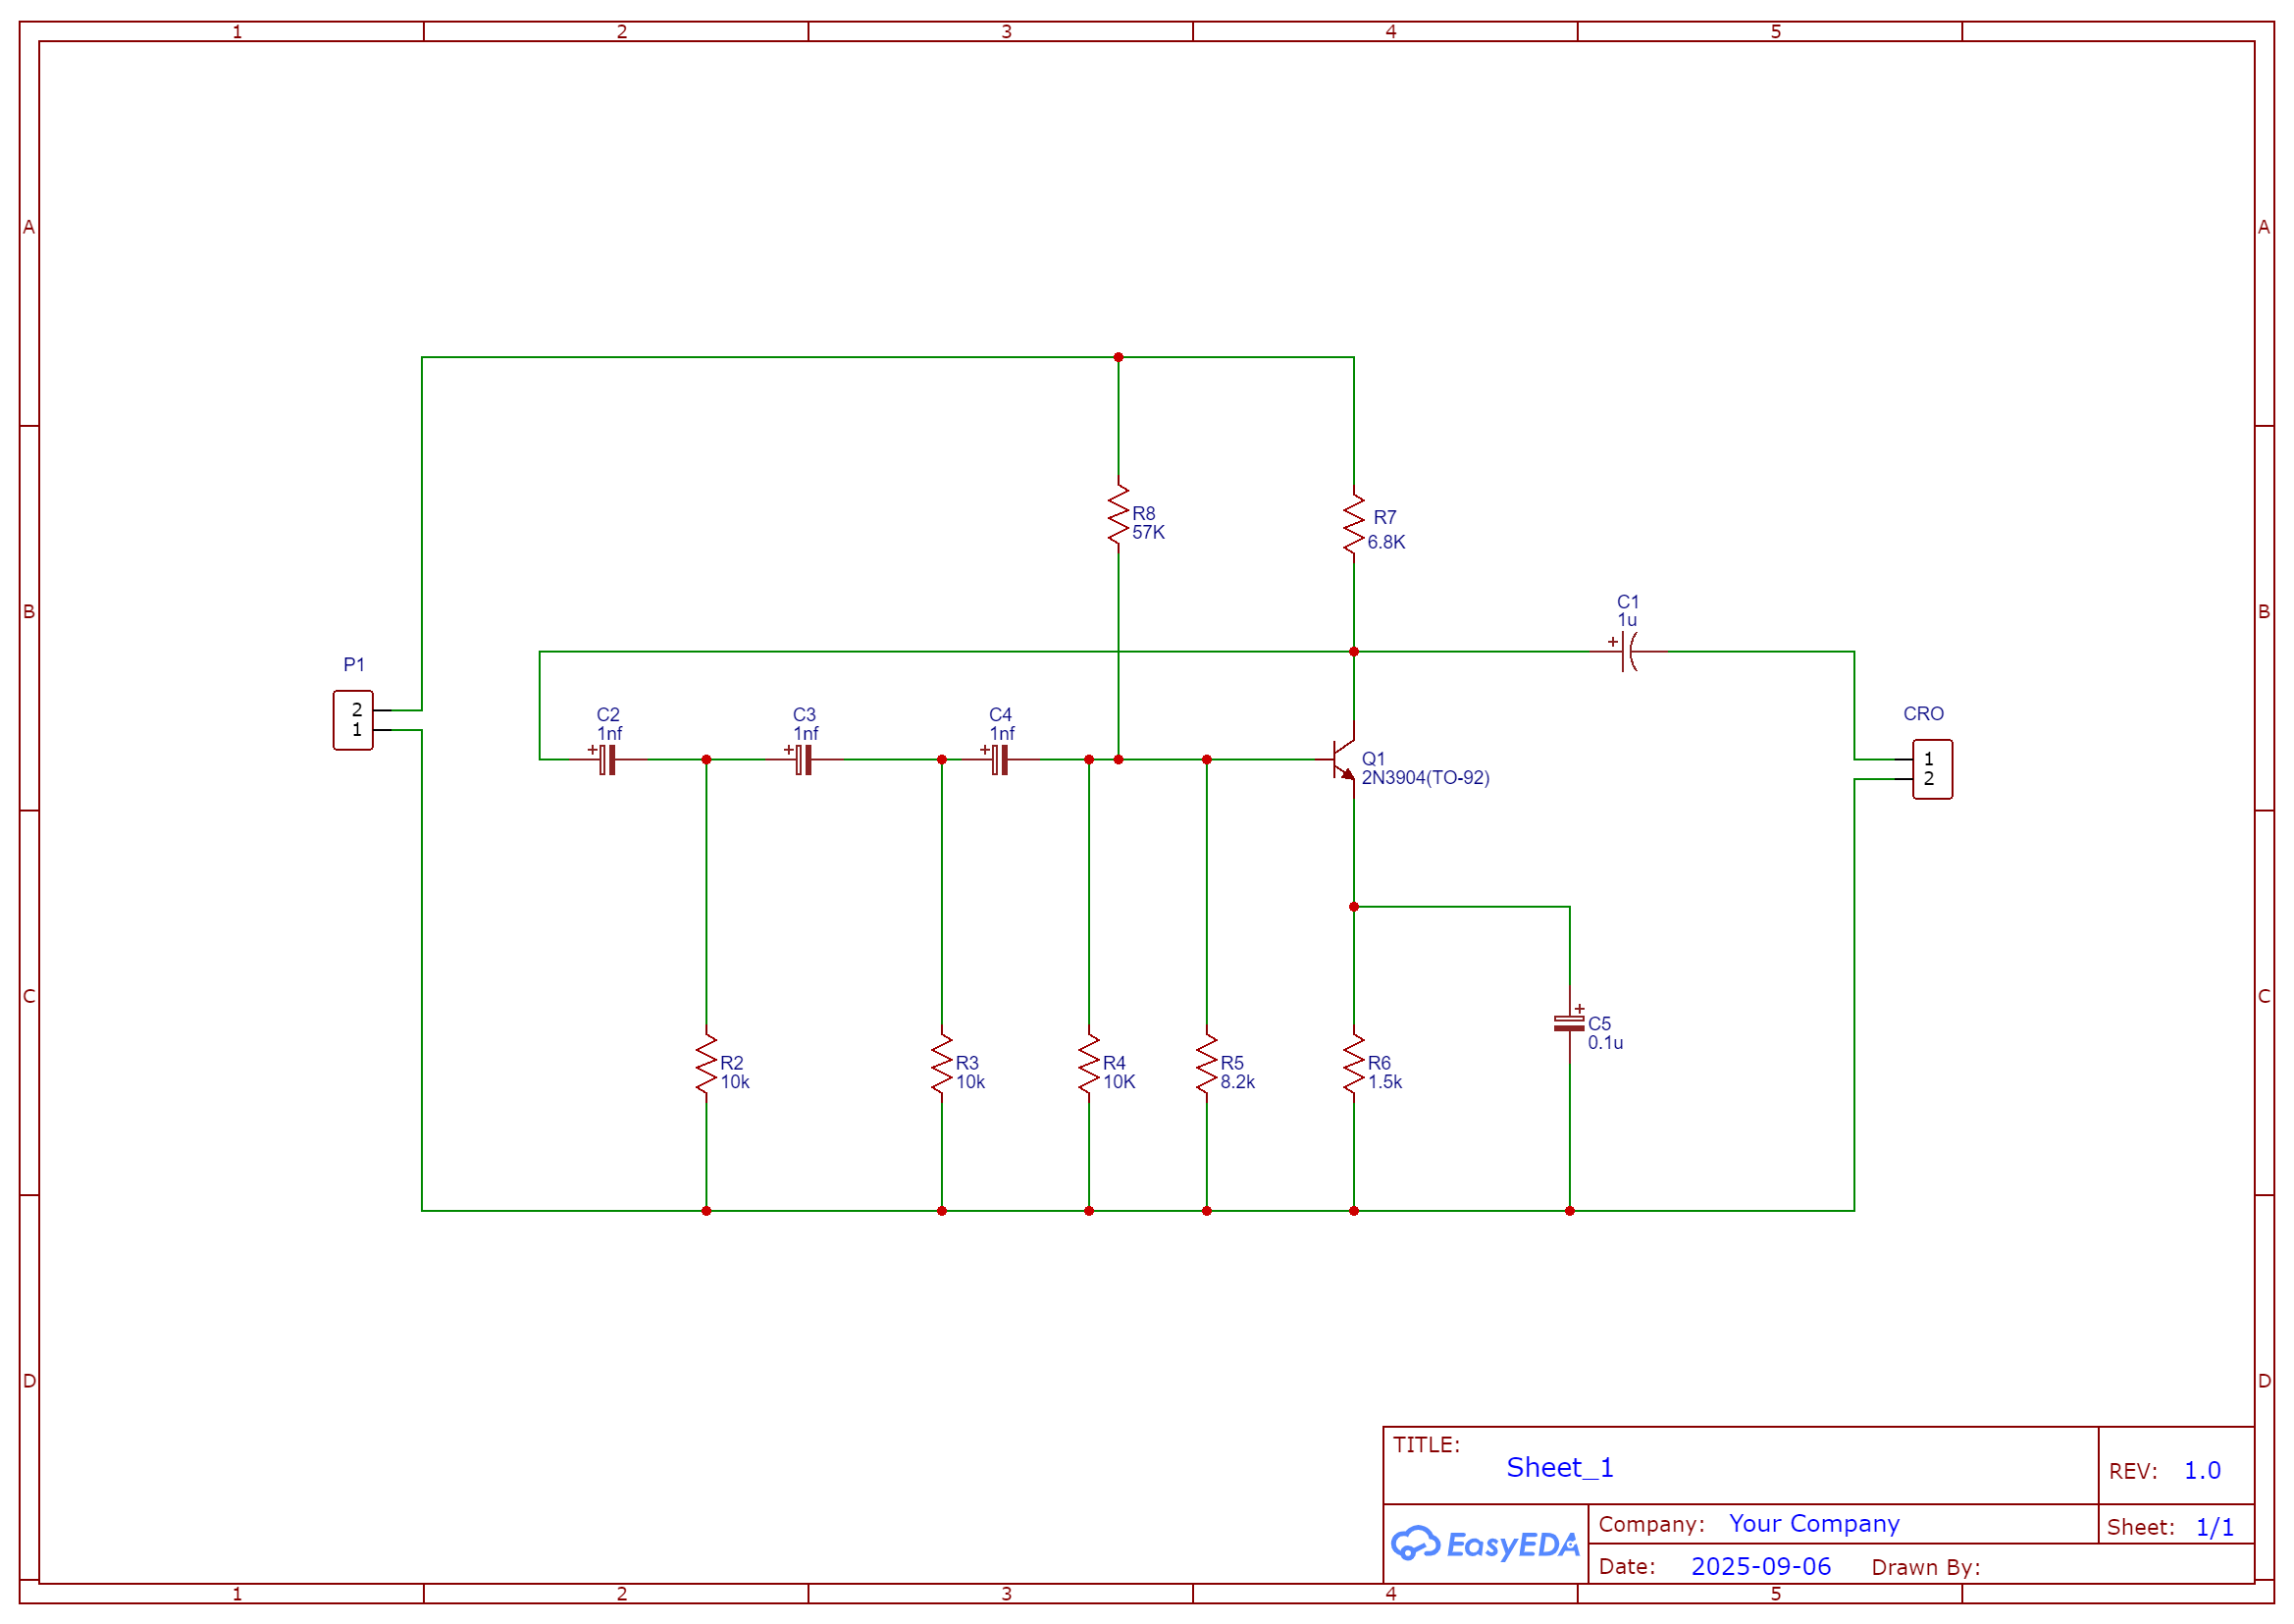 1 2 3 4 5
A A
B B
C C
D D
R8
57K
R7
6.8K
C1
1u
P1
2
1
C2
1nf
C3
1nf
C4
1nf
Q1
2N3904(TO-92)
CRO
1
2
R2
10k
R3
10k
R4
10K
R5
8.2k
R6
1.5k
C5
0.1u
+
+
+
+
+
TITLE:
Sheet_1
REV: 1.0
EasyEDA
Company: Your Company
Sheet: 1/1
Date: 2025-09-06 Drawn By:
1 2 3 4 5